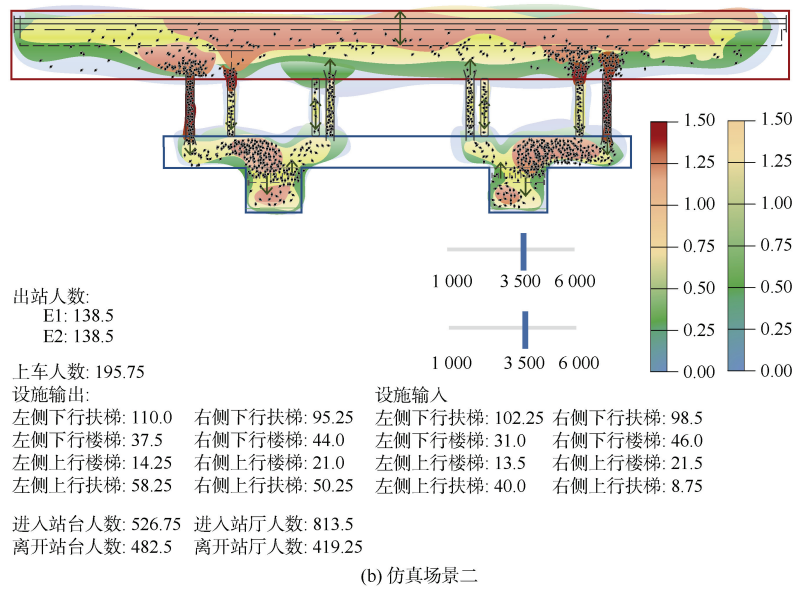 1.50
1.25
1.00
0.75
0.50
0.25
0.00
1.50
1.25
1.00
0.75
0.50
0.25
0.00
1 000 3 500 6 000
出站人数:
E1: 138.5
E2: 138.5
1 000 3 500 6 000
上车人数: 195.75
设施输出:
左侧下行扶梯: 110.0 右侧下行扶梯: 95.25
左侧下行楼梯: 37.5 右侧下行楼梯: 44.0
左侧上行楼梯: 14.25 右侧上行楼梯: 21.0
左侧上行扶梯: 58.25 右侧上行扶梯: 50.25
设施输入
左侧下行扶梯: 102.25 右侧下行扶梯: 98.5
左侧下行楼梯: 31.0 右侧下行楼梯: 46.0
左侧上行楼梯: 13.5 右侧上行楼梯: 21.5
左侧上行扶梯: 40.0 右侧上行扶梯: 8.75
进入站台人数: 526.75 进入站厅人数: 813.5
离开站台人数: 482.5 离开站厅人数: 419.25
(b) 仿真场景二